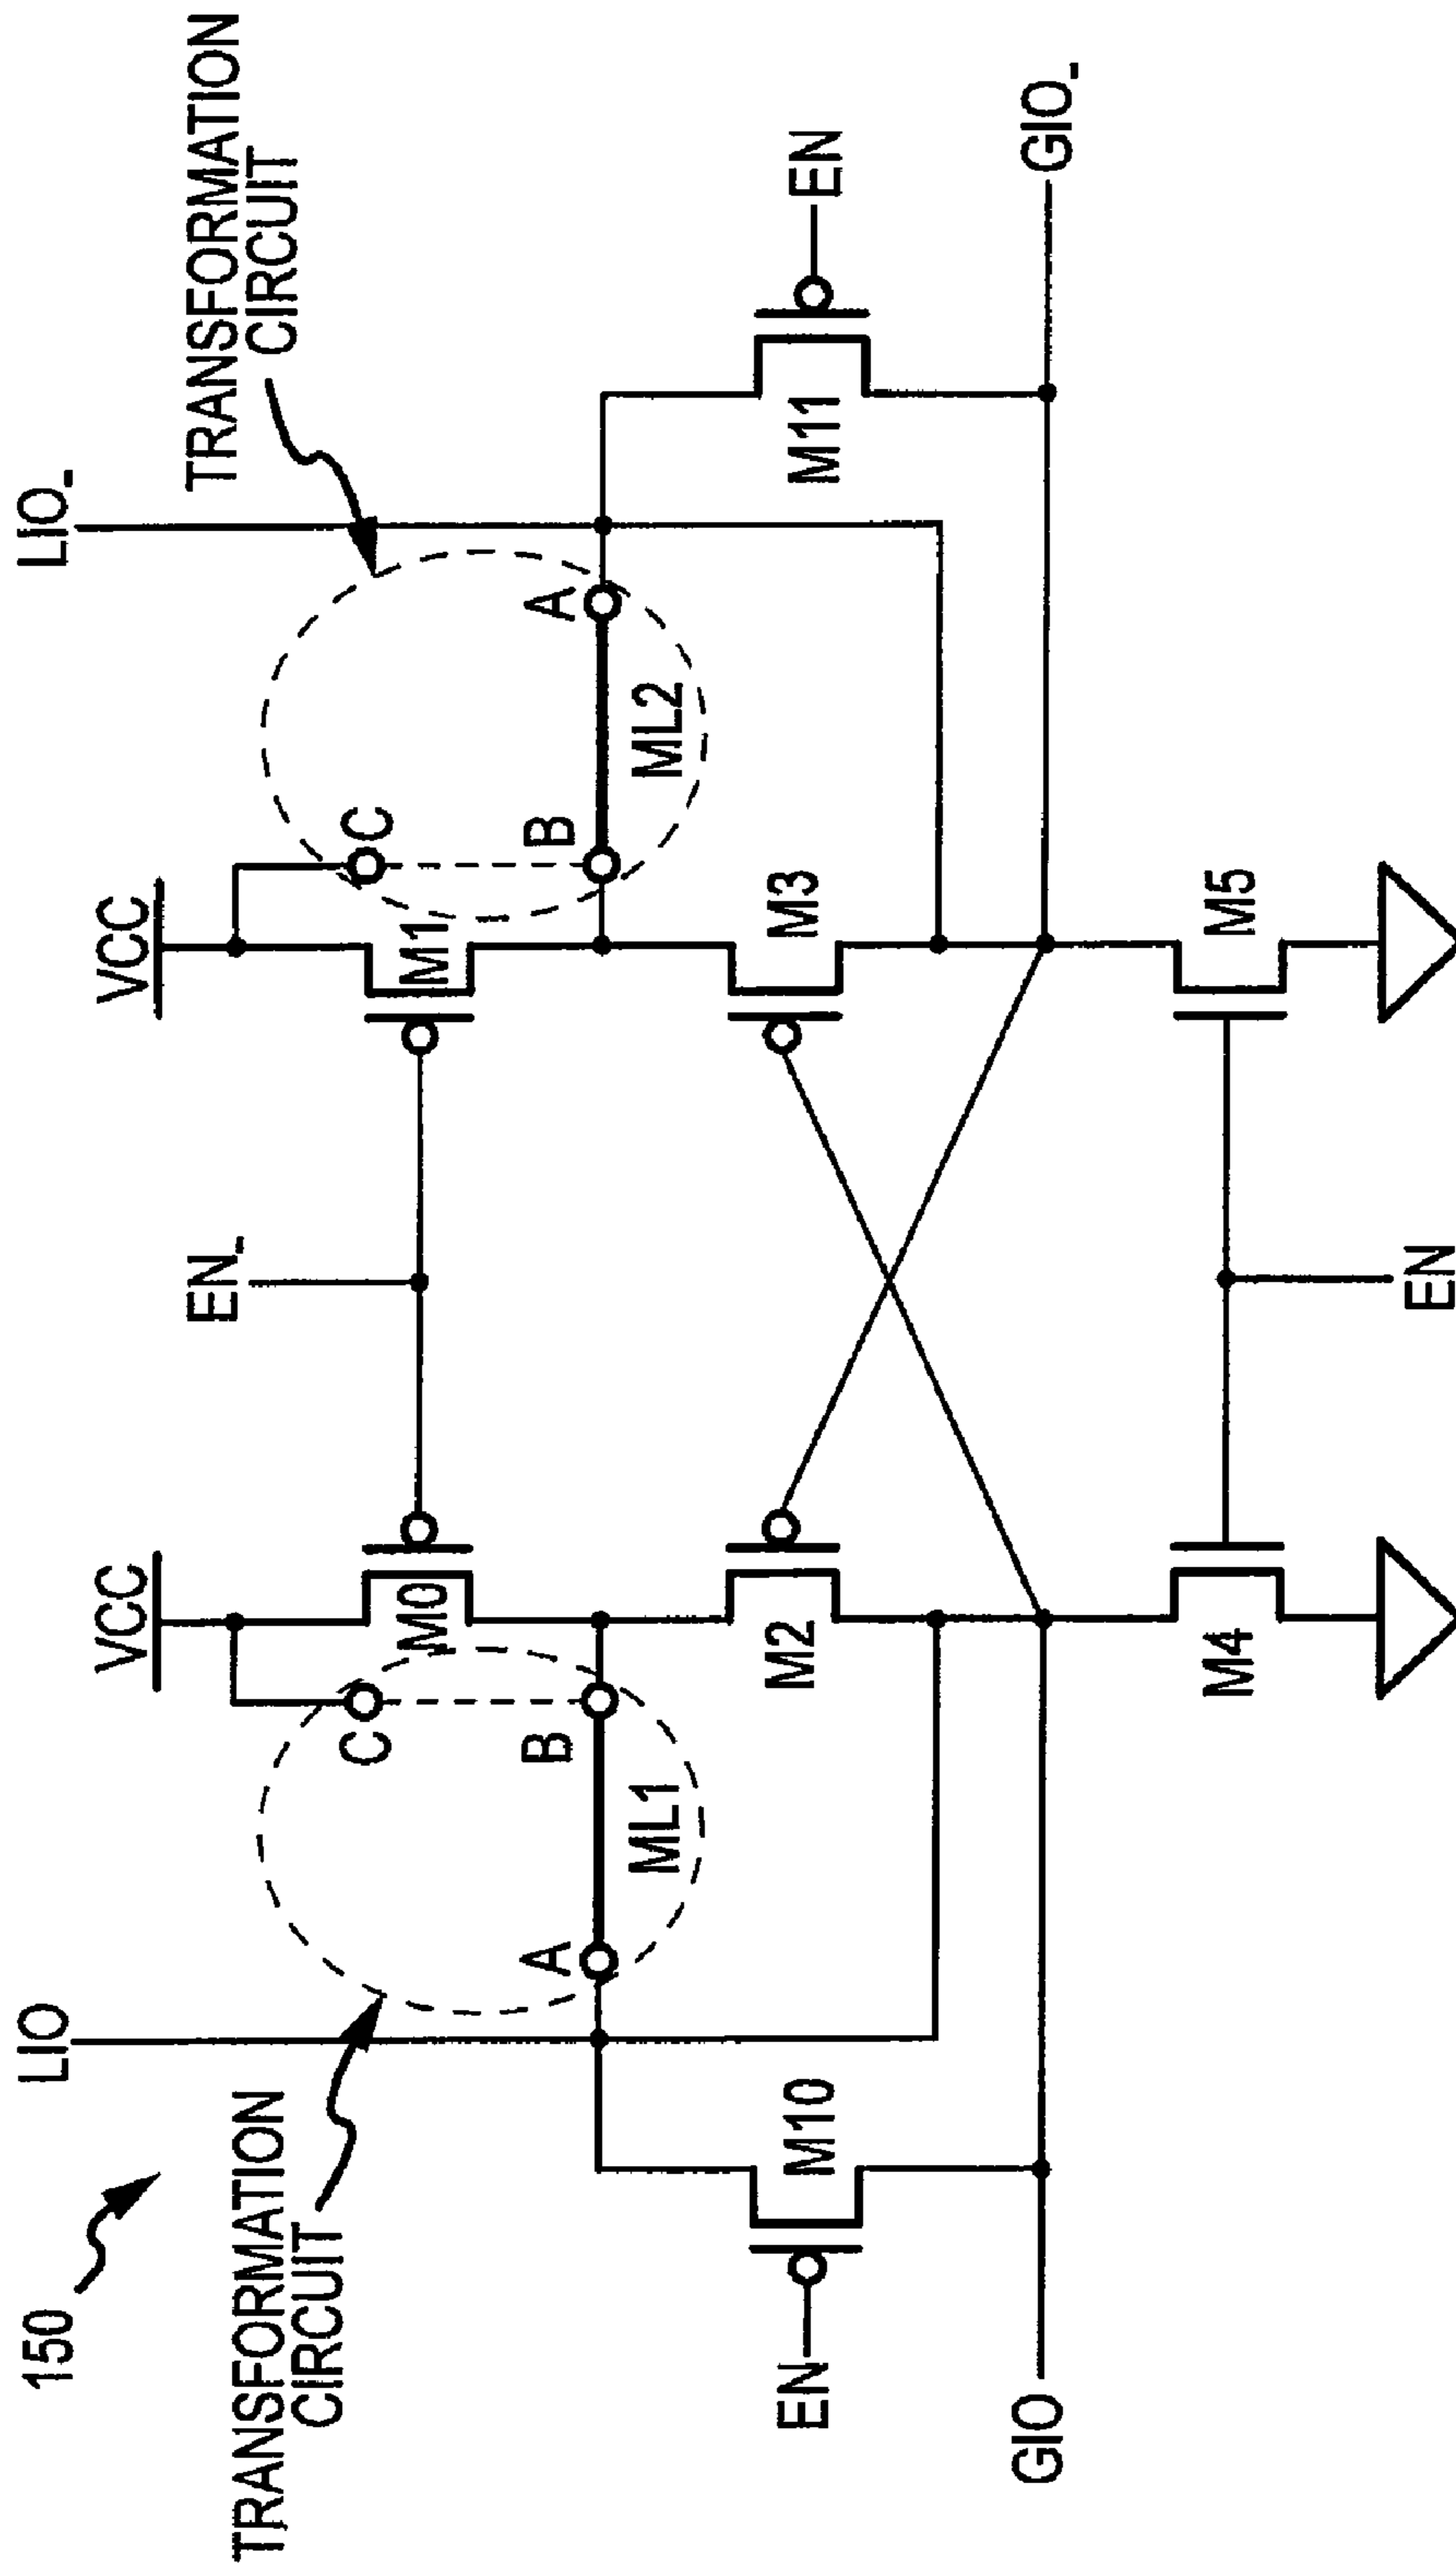 150
LIO
LIO_
TRANSFORMATION
CIRCUIT
TRANSFORMATION
CIRCUIT
VCC
EN_
VCC
C
M0
M1
C
A
B
B
A
ML1
ML2
EN
M10
M2
M3
M11
EN
GIO
GIO_
M4
M5
EN